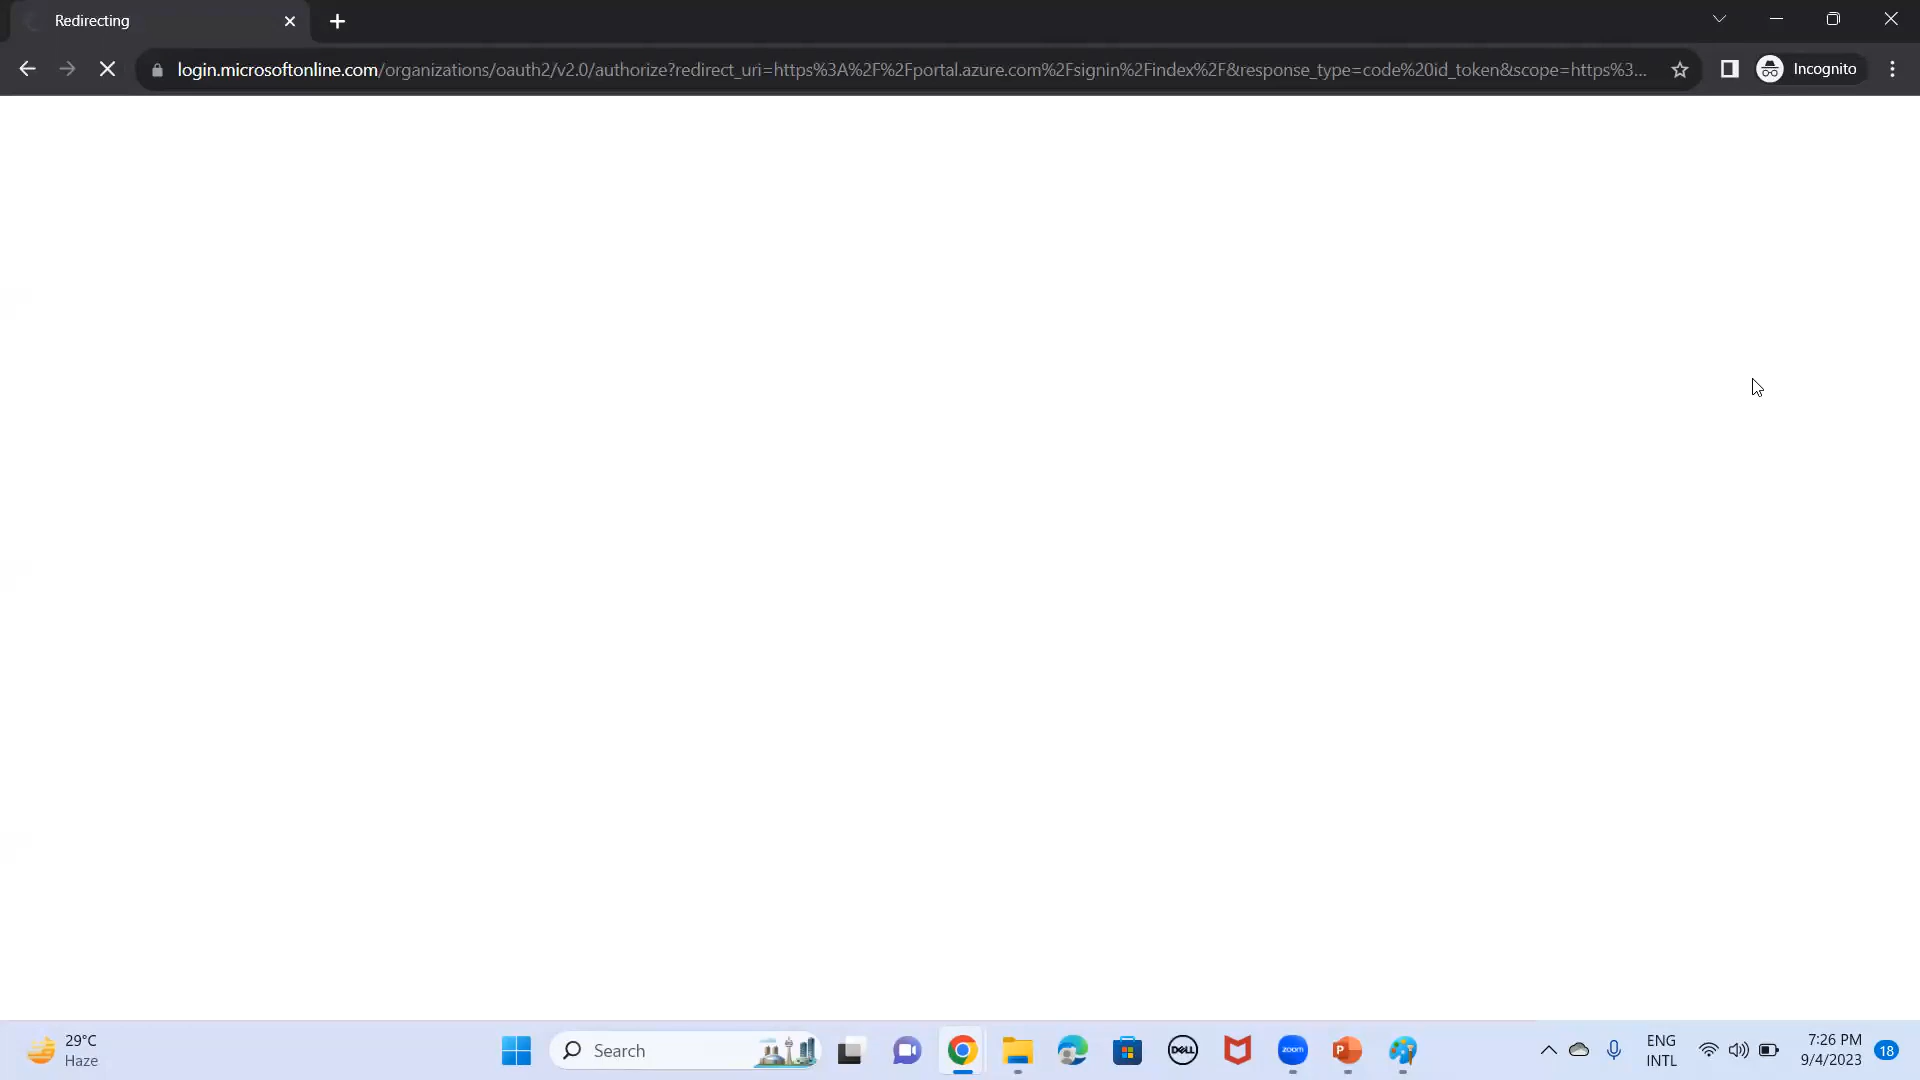 Redirecting
login.microsoftonline.com/organizations/oauth2/v2.0/authorize?redirect_uri=https%3A%2F%2Fportal.azure.com%2Fsignin%2Findex%2F&response_type=code%20id_token&scope=https%3...
Incognito
29°C
Haze
Search
DELL
zoom
P
ENG
INTL
7:26 PM
9/4/2023
18